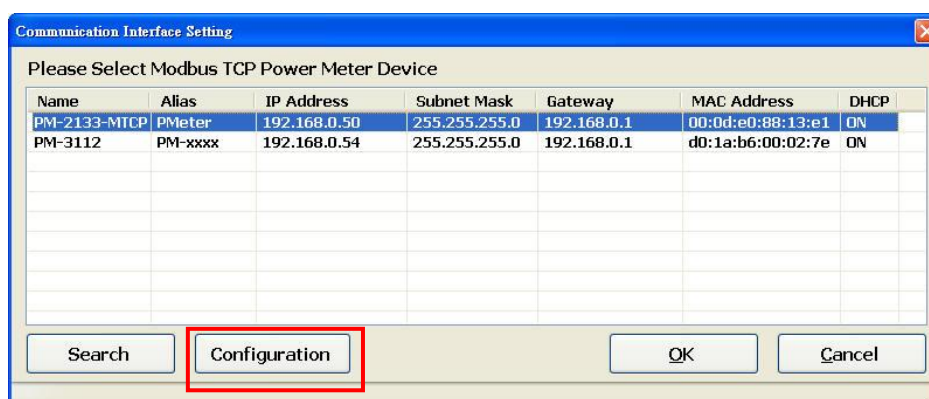 Communication Interface Setting
Please Select Modbus TCP Power Meter Device
Name Alias IP Address Subnet Mask Gateway MAC Address DHCP
PM-2133-MTCP PMeter 192.168.0.50 255.255.255.0 192.168.0.1 00:0d:e0:88:13:e1 ON
PM-3112 PM-xxxx 192.168.0.54 255.255.255.0 192.168.0.1 d0:1a:b6:00:02:7e ON
Search Configuration OK Cancel